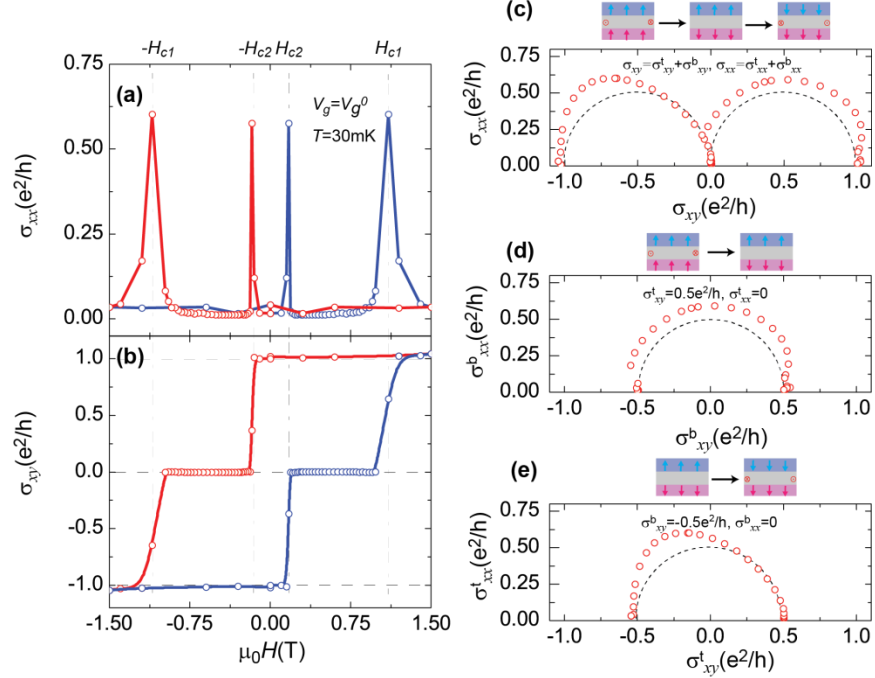 -Hc1 -Hc2 Hc2 Hc1
(a)
Vg=Vg0
T=30mK
σxx(e2/h)
0.60
0.75
0.00
0.25
0.50
0.75
0.00
(b)
σxy(e2/h)
1.0
0.5
0.0
-0.5
-1.0
-1.50 -0.75 0.00 0.75 1.50
μ0H(T)
(c)
σxy=σtxy+σbxy, σxx=σtxx+σbxx
σxx(e2/h)
0.75
0.50
0.25
0.00
-1.0 -0.5 0.0 0.5 1.0
σxy(e2/h)
(d)
σtxy=0.5e2/h, σtxx=0
σbxx(e2/h)
0.75
0.50
0.25
0.00
-1.0 -0.5 0.0 0.5 1.0
σbxy(e2/h)
(e)
σbxy=-0.5e2/h, σbxx=0
σtxx(e2/h)
0.75
0.50
0.25
0.00
-1.0 -0.5 0.0 0.5 1.0
σtxy(e2/h)